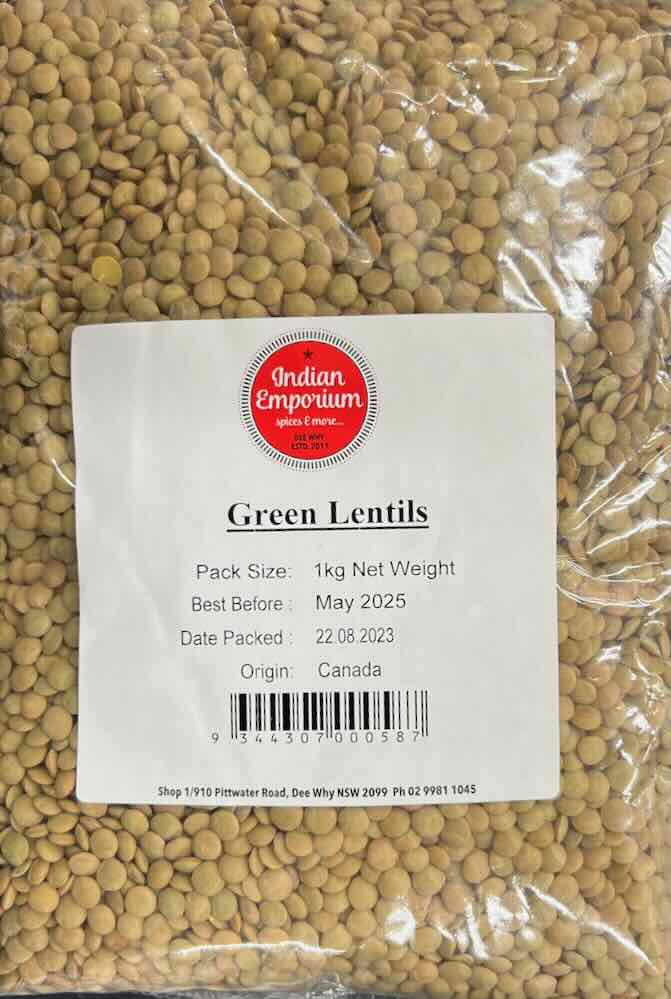 Indian
Emporium
spices & more...
DEE WHY
ESTD. 2011
Green Lentils
Pack Size: 1kg Net Weight
Best Before : May 2025
Date Packed : 22.08.2023
Origin: Canada
9 344307 000587
Shop 1/910 Pittwater Road, Dee Why NSW 2099 Ph 02 9981 1045